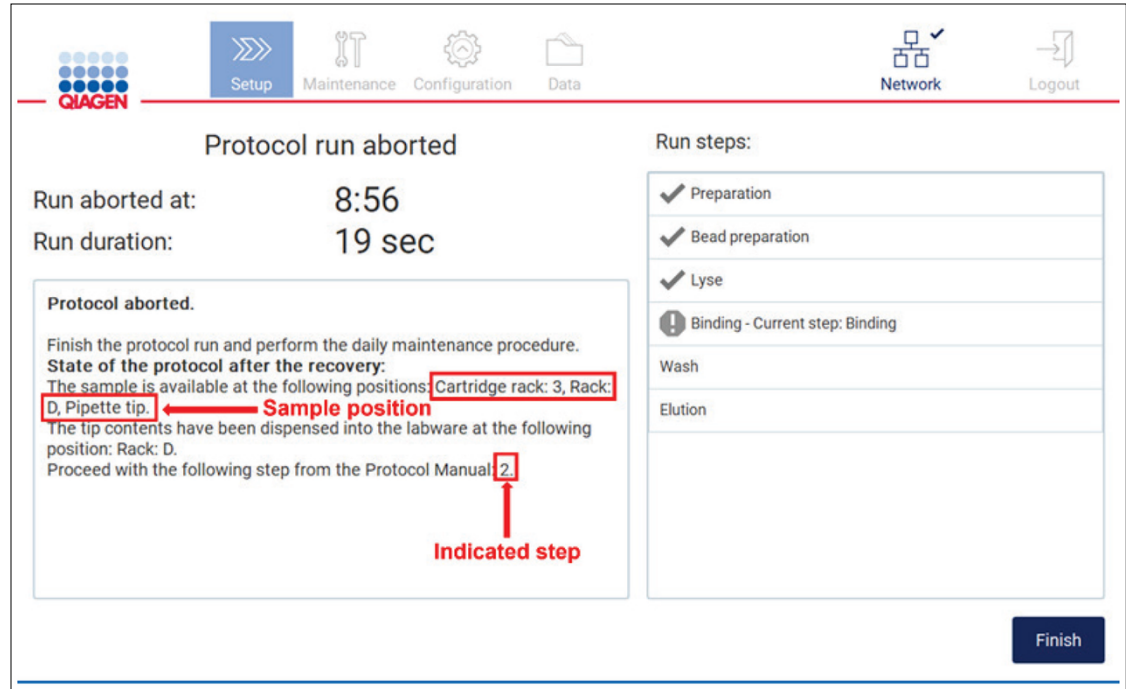 QIAGEN
Setup
Maintenance
Configuration
Data
Network
Logout
Protocol run aborted
Run aborted at: 8:56
Run duration: 19 sec
Protocol aborted.
Finish the protocol run and perform the daily maintenance procedure.
State of the protocol after the recovery:
The sample is available at the following positions: Cartridge rack: 3, Rack:
D, Pipette tip.
Sample position
The tip contents have been dispensed into the labware at the following
position: Rack: D.
Proceed with the following step from the Protocol Manual: 2.
Indicated step
Run steps:
Preparation
Bead preparation
Lyse
Binding - Current step: Binding
Wash
Elution
Finish